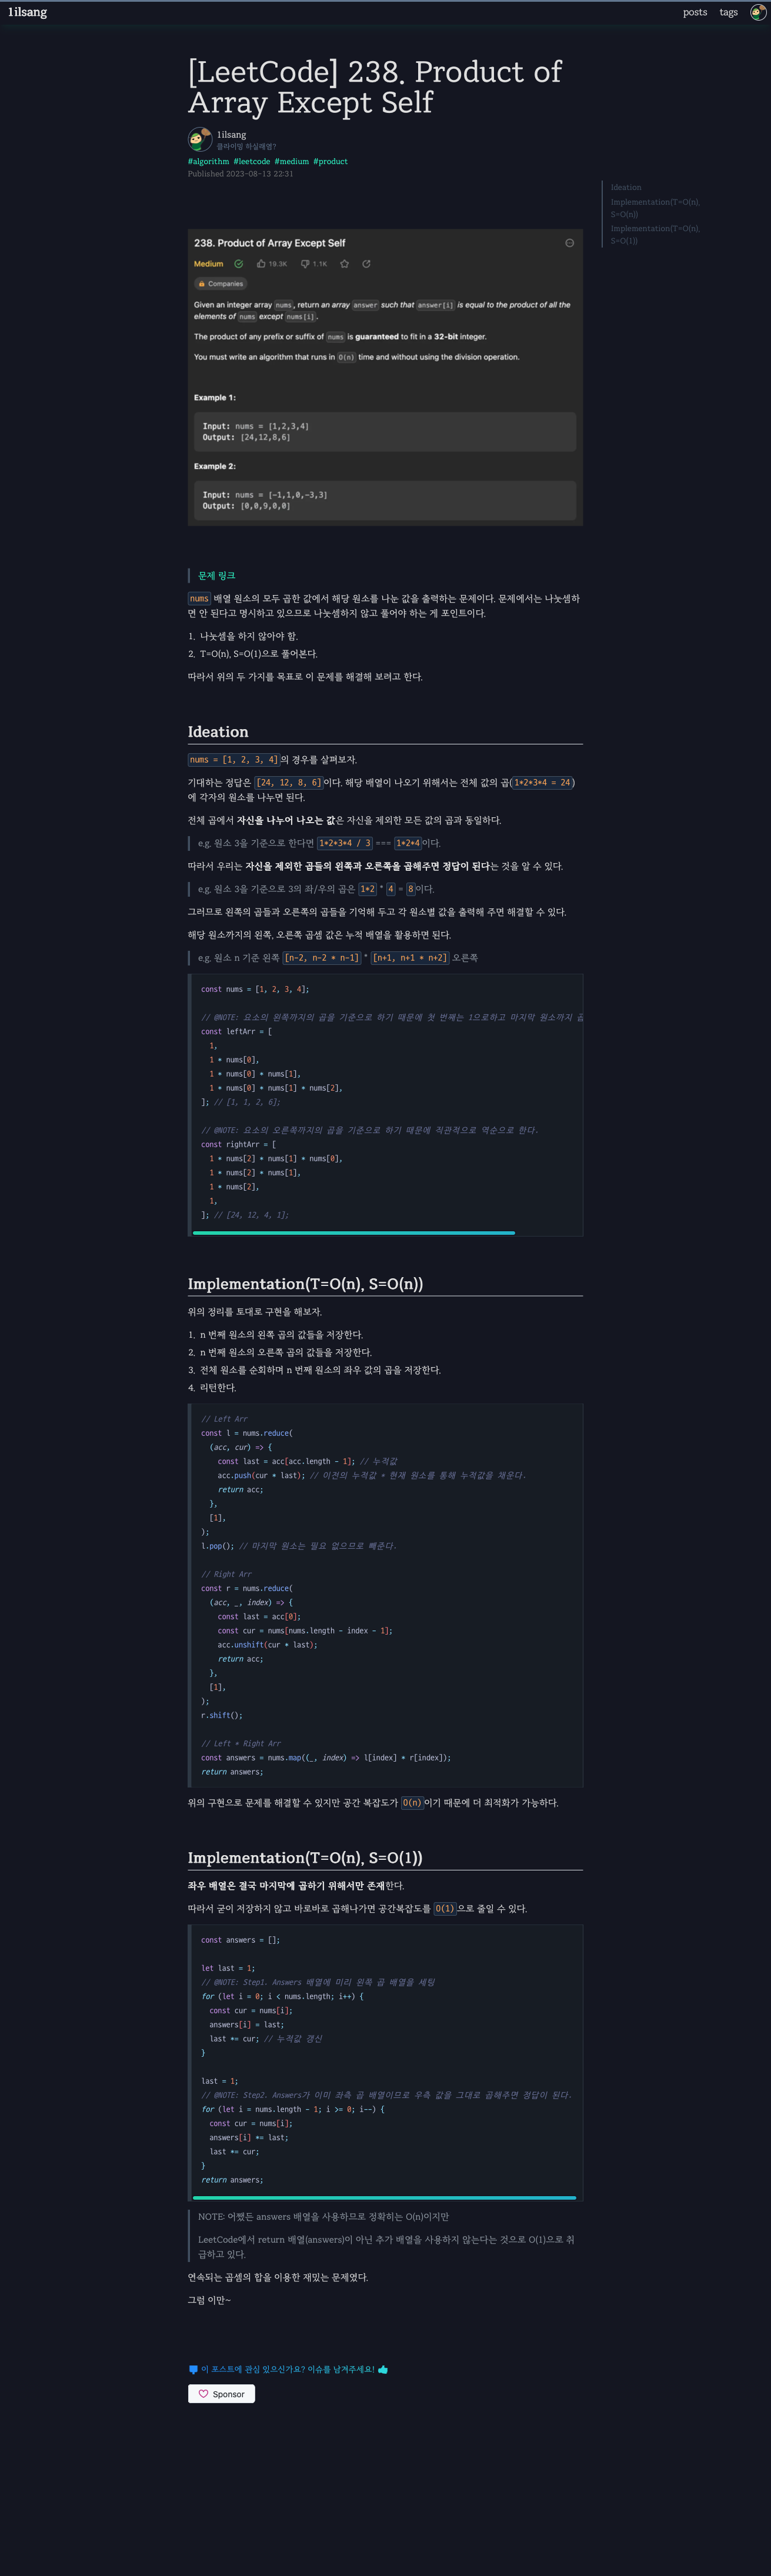 1ilsang
posts
tags
[LeetCode] 238. Product of
Array Except Self
1ilsang
클라이밍 하실래염?
#algorithm #leetcode #medium #product
Published 2023-08-13 22:31
Ideation
Implementation(T=O(n),
S=O(n))
Implementation(T=O(n),
S=O(1))
238. Product of Array Except Self
Medium 19.3K 1.1K
Companies
Given an integer array nums, return an array answer such that answer[i] is equal to the product of all the
elements of nums except nums[i].
The product of any prefix or suffix of nums is guaranteed to fit in a 32-bit integer.
You must write an algorithm that runs in O(n) time and without using the division operation.
Example 1:
Input: nums = [1,2,3,4]
Output: [24,12,8,6]
Example 2:
Input: nums = [-1,1,0,-3,3]
Output: [0,0,9,0,0]
문제 링크
nums 배열 원소의 모두 곱한 값에서 해당 원소를 나눈 값을 출력하는 문제이다. 문제에서는 나눗셈하
면 안 된다고 명시하고 있으므로 나눗셈하지 않고 풀어야 하는 게 포인트이다.
1. 나눗셈을 하지 않아야 함.
2. T=O(n), S=O(1)으로 풀어본다.
따라서 위의 두 가지를 목표로 이 문제를 해결해 보려고 한다.
Ideation
nums = [1, 2, 3, 4]의 경우를 살펴보자.
기대하는 정답은 [24, 12, 8, 6]이다. 해당 배열이 나오기 위해서는 전체 값의 곱(1*2*3*4 = 24)
에 각자의 원소를 나누면 된다.
전체 곱에서 자신을 나누어 나오는 값은 자신을 제외한 모든 값의 곱과 동일하다.
e.g. 원소 3을 기준으로 한다면 1*2*3*4 / 3 === 1*2*4이다.
따라서 우리는 자신을 제외한 곱들의 왼쪽과 오른쪽을 곱해주면 정답이 된다는 것을 알 수 있다.
e.g. 원소 3을 기준으로 3의 좌/우의 곱은 1*2 * 4 = 8이다.
그러므로 왼쪽의 곱들과 오른쪽의 곱들을 기억해 두고 각 원소별 값을 출력해 주면 해결할 수 있다.
해당 원소까지의 왼쪽, 오른쪽 곱셈 값은 누적 배열을 활용하면 된다.
e.g. 원소 n 기준 왼쪽 [n-2, n-2 * n-1] * [n+1, n+1 * n+2] 오른쪽
const nums = [1, 2, 3, 4];
// @NOTE: 요소의 왼쪽까지의 곱을 기준으로 하기 때문에 첫 번째는 1으로하고 마지막 원소까지 곱
const leftArr = [
1,
1 * nums[0],
1 * nums[0] * nums[1],
1 * nums[0] * nums[1] * nums[2],
]; // [1, 1, 2, 6];
// @NOTE: 요소의 오른쪽까지의 곱을 기준으로 하기 때문에 직관적으로 역순으로 한다.
const rightArr = [
1 * nums[2] * nums[1] * nums[0],
1 * nums[2] * nums[1],
1 * nums[2],
1,
]; // [24, 12, 4, 1];
Implementation(T=O(n), S=O(n))
위의 정리를 토대로 구현을 해보자.
1. n 번째 원소의 왼쪽 곱의 값들을 저장한다.
2. n 번째 원소의 오른쪽 곱의 값들을 저장한다.
3. 전체 원소를 순회하며 n 번째 원소의 좌우 값의 곱을 저장한다.
4. 리턴한다.
// Left Arr
const l = nums.reduce(
(acc, cur) => {
const last = acc[acc.length - 1]; // 누적값
acc.push(cur * last); // 이전의 누적값 * 현재 원소를 통해 누적값을 채운다.
return acc;
},
[1],
);
l.pop(); // 마지막 원소는 필요 없으므로 빼준다.
// Right Arr
const r = nums.reduce(
(acc, _, index) => {
const last = acc[0];
const cur = nums[nums.length - index - 1];
acc.unshift(cur * last);
return acc;
},
[1],
);
r.shift();
// Left * Right Arr
const answers = nums.map((_, index) => l[index] * r[index]);
return answers;
위의 구현으로 문제를 해결할 수 있지만 공간 복잡도가 O(n)이기 때문에 더 최적화가 가능하다.
Implementation(T=O(n), S=O(1))
좌우 배열은 결국 마지막에 곱하기 위해서만 존재한다.
따라서 굳이 저장하지 않고 바로바로 곱해나가면 공간복잡도를 O(1)으로 줄일 수 있다.
const answers = [];
let last = 1;
// @NOTE: Step1. Answers 배열에 미리 왼쪽 곱 배열을 세팅
for (let i = 0; i < nums.length; i++) {
const cur = nums[i];
answers[i] = last;
last *= cur; // 누적값 갱신
}
last = 1;
// @NOTE: Step2. Answers가 이미 좌측 곱 배열이므로 우측 값을 그대로 곱해주면 정답이 된다.
for (let i = nums.length - 1; i >= 0; i--) {
const cur = nums[i];
answers[i] *= last;
last *= cur;
}
return answers;
NOTE: 어쨌든 answers 배열을 사용하므로 정확히는 O(n)이지만
LeetCode에서 return 배열(answers)이 아닌 추가 배열을 사용하지 않는다는 것으로 O(1)으로 취
급하고 있다.
연속되는 곱셈의 합을 이용한 재밌는 문제였다.
그럼 이만~
이 포스트에 관심 있으신가요? 이슈를 남겨주세요!
Sponsor